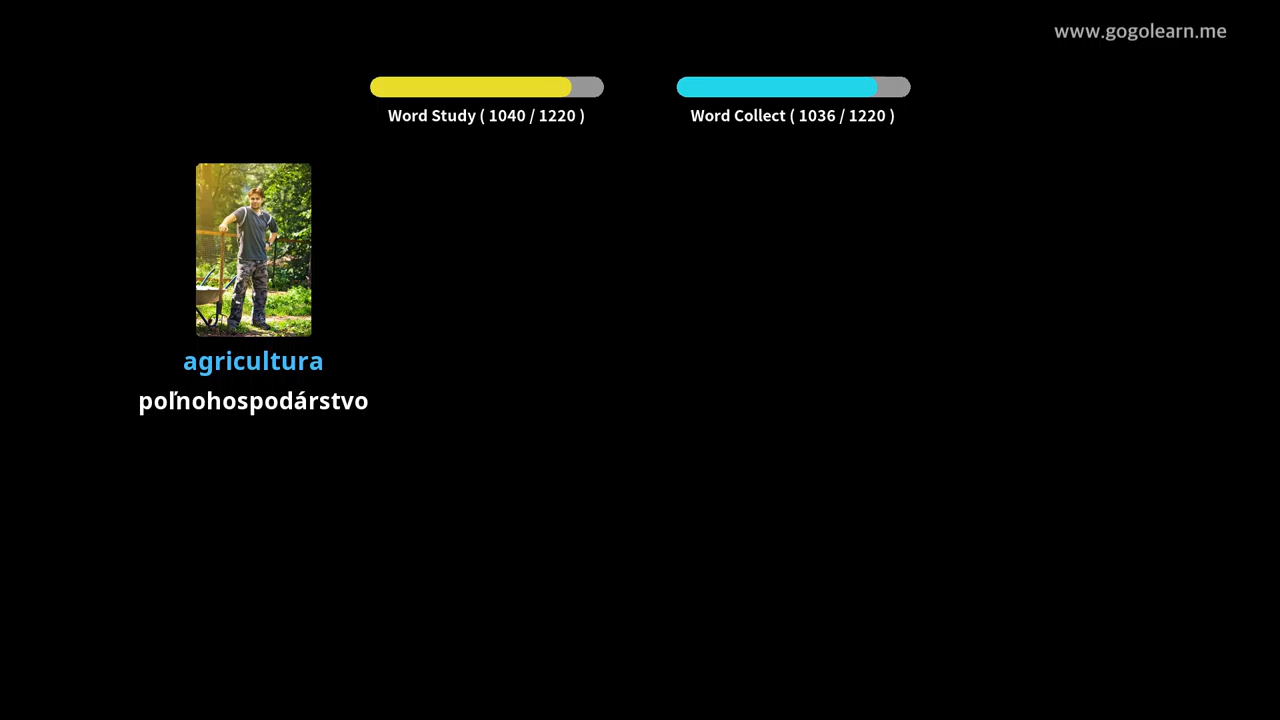 www.gogolearn.me
Word Study ( 1040 / 1220 )
Word Collect ( 1036 / 1220 )
agricultura
poľnohospodárstvo